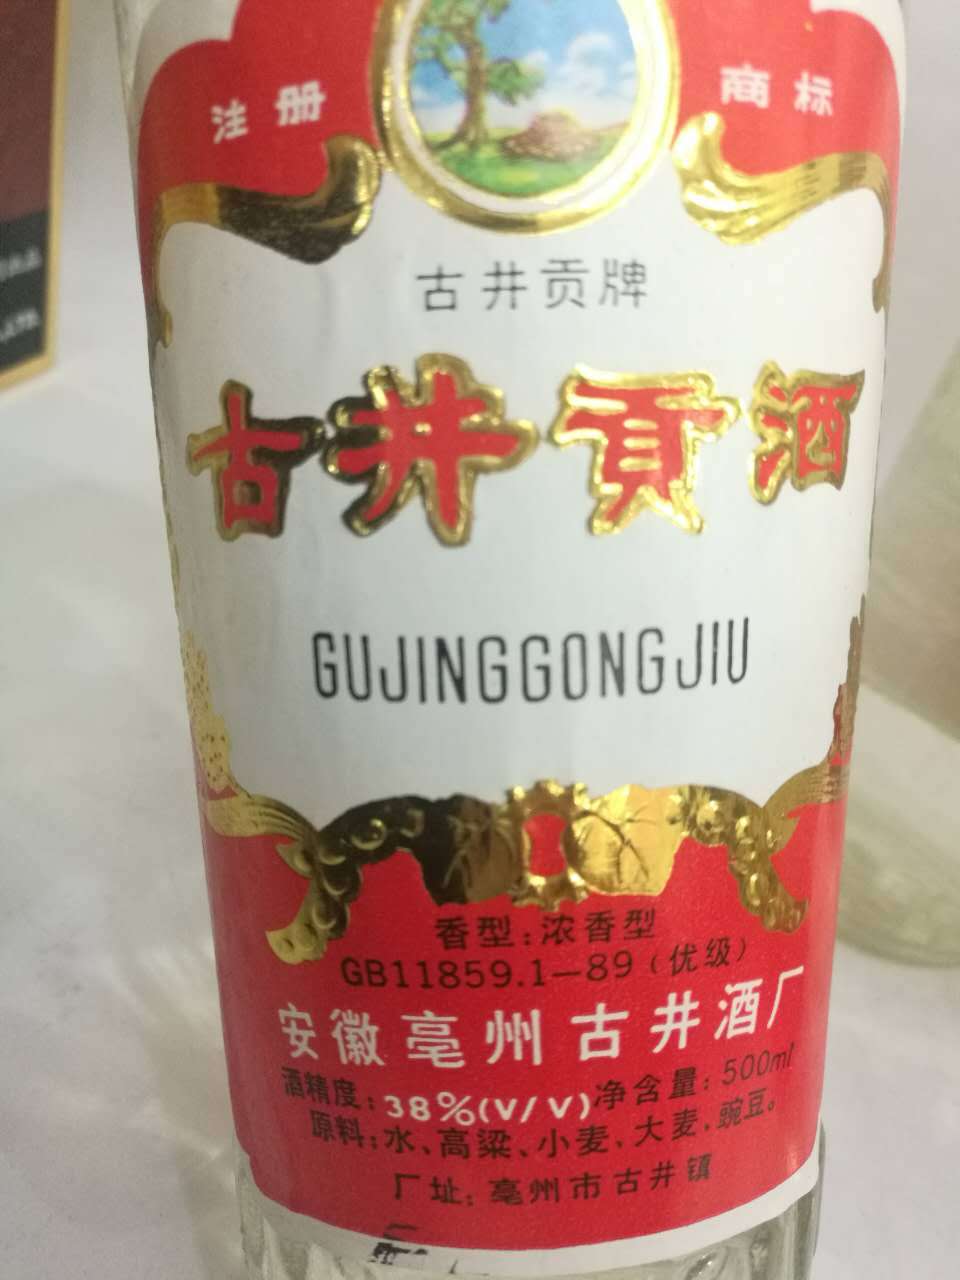 注册 商标
古井贡牌
古井貢酒
GUJINGGONGJIU
香型:浓香型
GB11859.1—89(优级)
安徽亳州古井酒厂
酒精度:38%(V/V)净含量:500ml
原料:水、高粱、小麦、大麦、豌豆。
厂址:亳州市古井镇